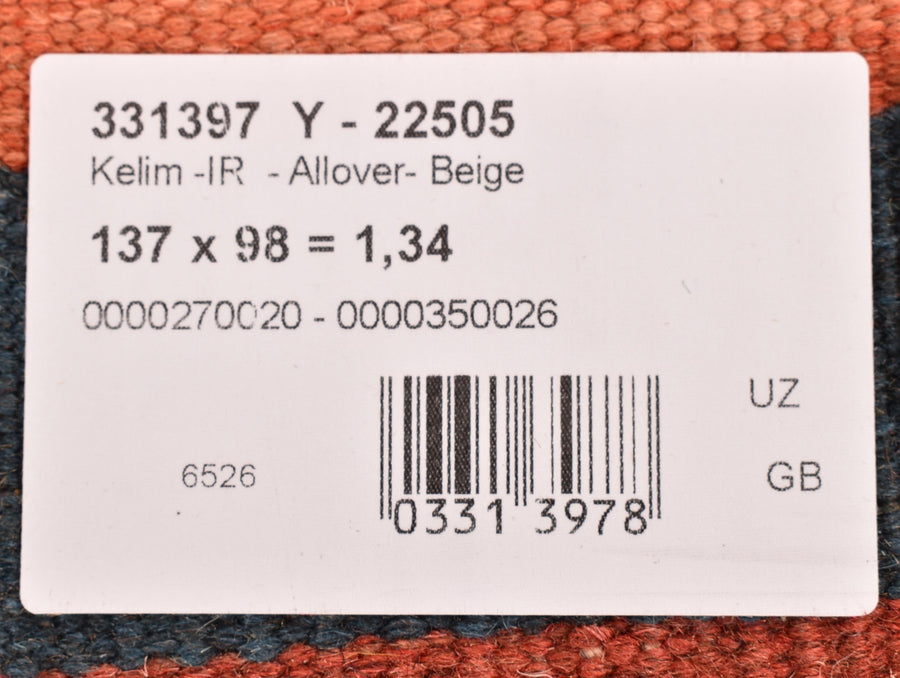 331397 Y - 22505
Kelim -IR - Allover- Beige
137 x 98 = 1,34
0000270020 - 0000350026
UZ
6526
GB
0331 3978